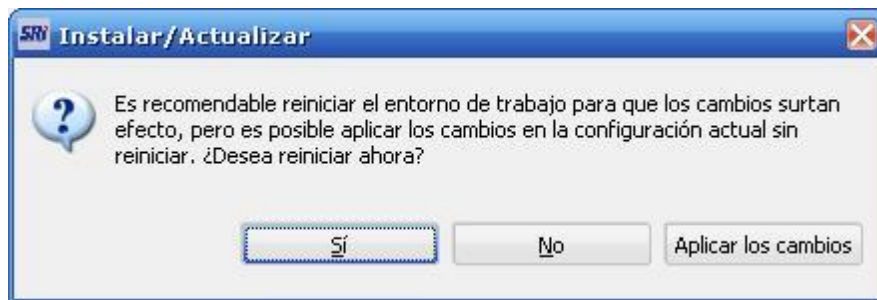 SRi Instalar/Actualizar
Es recomendable reiniciar el entorno de trabajo para que los cambios surtan
efecto, pero es posible aplicar los cambios en la configuración actual sin
reiniciar. ¿Desea reiniciar ahora?
Sí No Aplicar los cambios